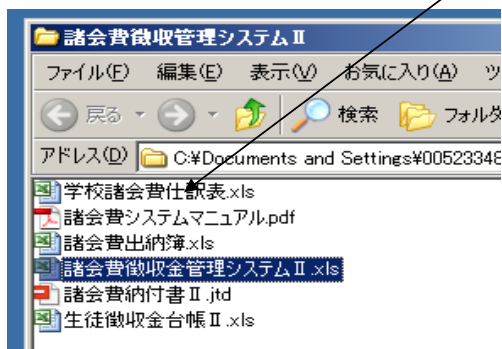 諸会費徴収管理システムⅡ
ファイル(F) 編集(E) 表示(V) お気に入り(A) ツ
戻る 検索 フォルダ
アドレス(D) C:¥Documents and Settings¥00523348
学校諸会費仕訳表.xls
諸会費システムマニュアル.pdf
諸会費出納簿.xls
諸会費徴収金管理システムⅡ.xls
諸会費納付書Ⅱ.jtd
生徒徴収金台帳Ⅱ.xls